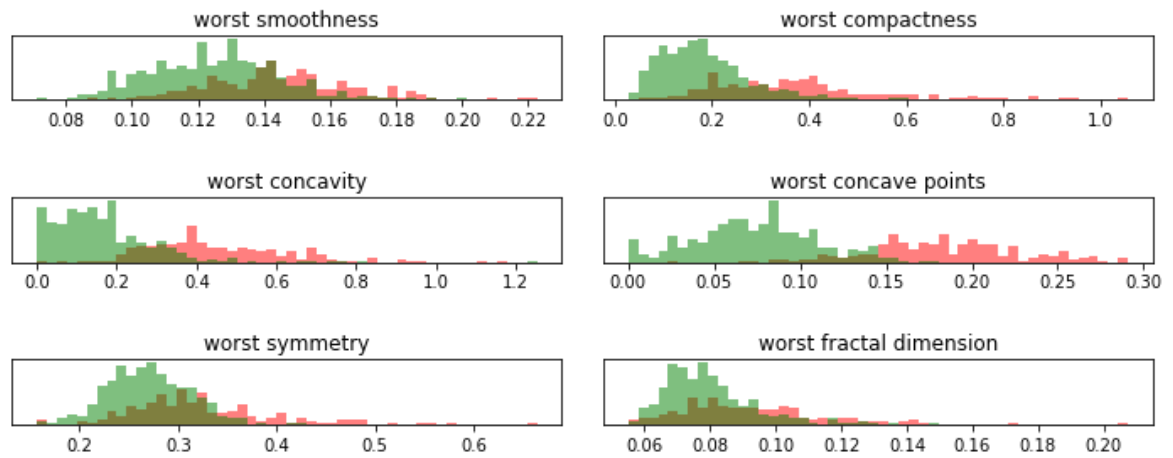 worst smoothness
0.08 0.10 0.12 0.14 0.16 0.18 0.20 0.22
worst compactness
0.0 0.2 0.4 0.6 0.8 1.0
worst concavity
0.0 0.2 0.4 0.6 0.8 1.0 1.2
worst concave points
0.00 0.05 0.10 0.15 0.20 0.25 0.30
worst symmetry
0.2 0.3 0.4 0.5 0.6
worst fractal dimension
0.06 0.08 0.10 0.12 0.14 0.16 0.18 0.20